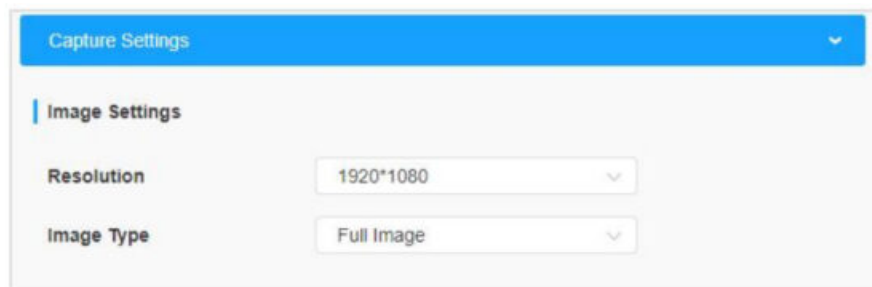 Capture Settings
Image Settings
Resolution 1920*1080
Image Type Full Image